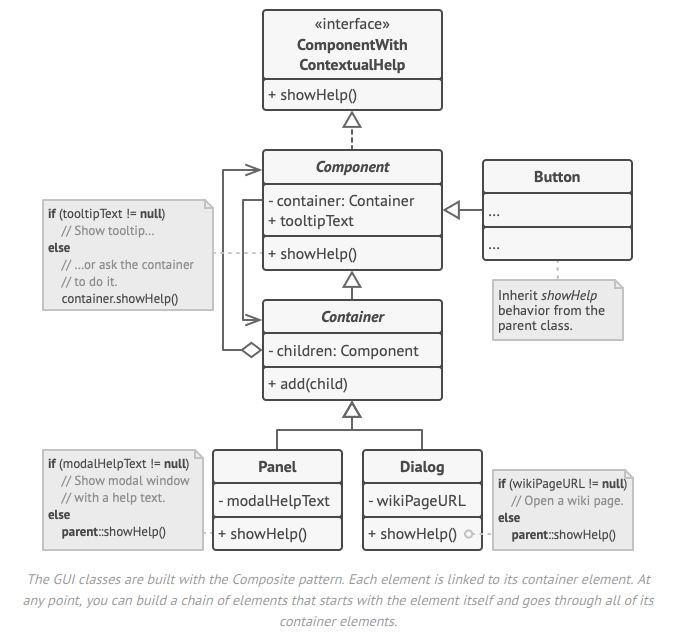 «interface»
ComponentWith
ContextualHelp
+ showHelp()
Component
- container: Container
+ tooltipText
+ showHelp()
Button
...
...
if (tooltipText != null)
// Show tooltip...
else
// ...or ask the container
// to do it.
container.showHelp()
Inherit showHelp
behavior from the
parent class.
Container
- children: Component
+ add(child)
if (modalHelpText != null)
// Show modal window
// with a help text.
else
parent::showHelp()
Panel
- modalHelpText
+ showHelp()
Dialog
- wikiPageURL
+ showHelp()
if (wikiPageURL != null)
// Open a wiki page.
else
parent::showHelp()
The GUI classes are built with the Composite pattern. Each element is linked to its container element. At
any point, you can build a chain of elements that starts with the element itself and goes through all of its
container elements.